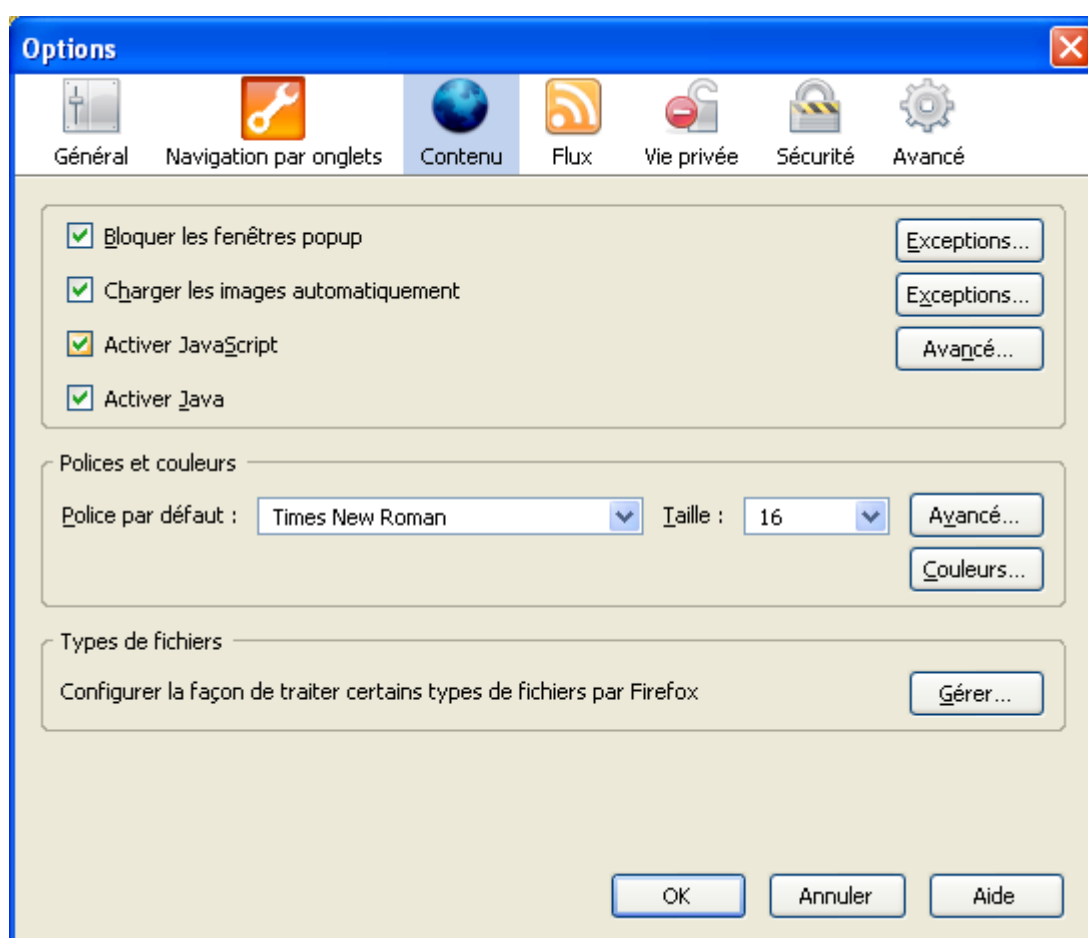 Options
Général Navigation par onglets Contenu Flux Vie privée Sécurité Avancé
Bloquer les fenêtres popup Exceptions...
Charger les images automatiquement Exceptions...
Activer JavaScript Avancé...
Activer Java
Polices et couleurs
Police par défaut : Times New Roman Taille : 16 Avancé...
Couleurs...
Types de fichiers
Configurer la façon de traiter certains types de fichiers par Firefox Gérer...
OK Annuler Aide